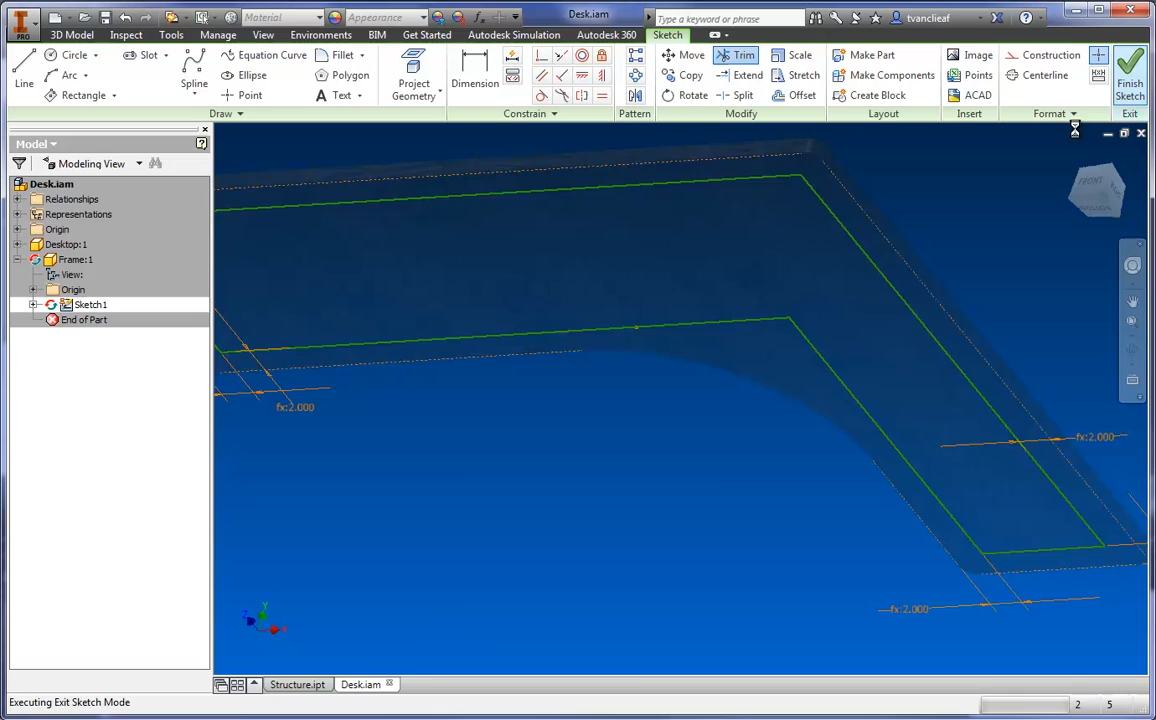 Material
Appearance
Desk.iam
Type a keyword or phrase
tvanclieaf
PRO
3D Model
Inspect
Tools
Manage
View
Environments
BIM
Get Started
Autodesk Simulation
Autodesk 360
Sketch
Line
Circle
Arc
Rectangle
Slot
Spline
Equation Curve
Ellipse
Point
Fillet
Polygon
Text
Project
Geometry
Dimension
Move
Copy
Rotate
Trim
Extend
Split
Scale
Stretch
Offset
Make Part
Make Components
Create Block
Image
Points
ACAD
Construction
Centerline
Finish
Sketch
Draw
Constrain
Pattern
Modify
Layout
Insert
Format
Exit
Model
Modeling View
Desk.iam
Relationships
Representations
Origin
Desktop:1
Frame:1
View:
Origin
Sketch1
End of Part
FRONT
fx:2.000
fx:2.000
fx:2.000
X
Y
Z
Structure.ipt
Desk.iam
Executing Exit Sketch Mode
2
5